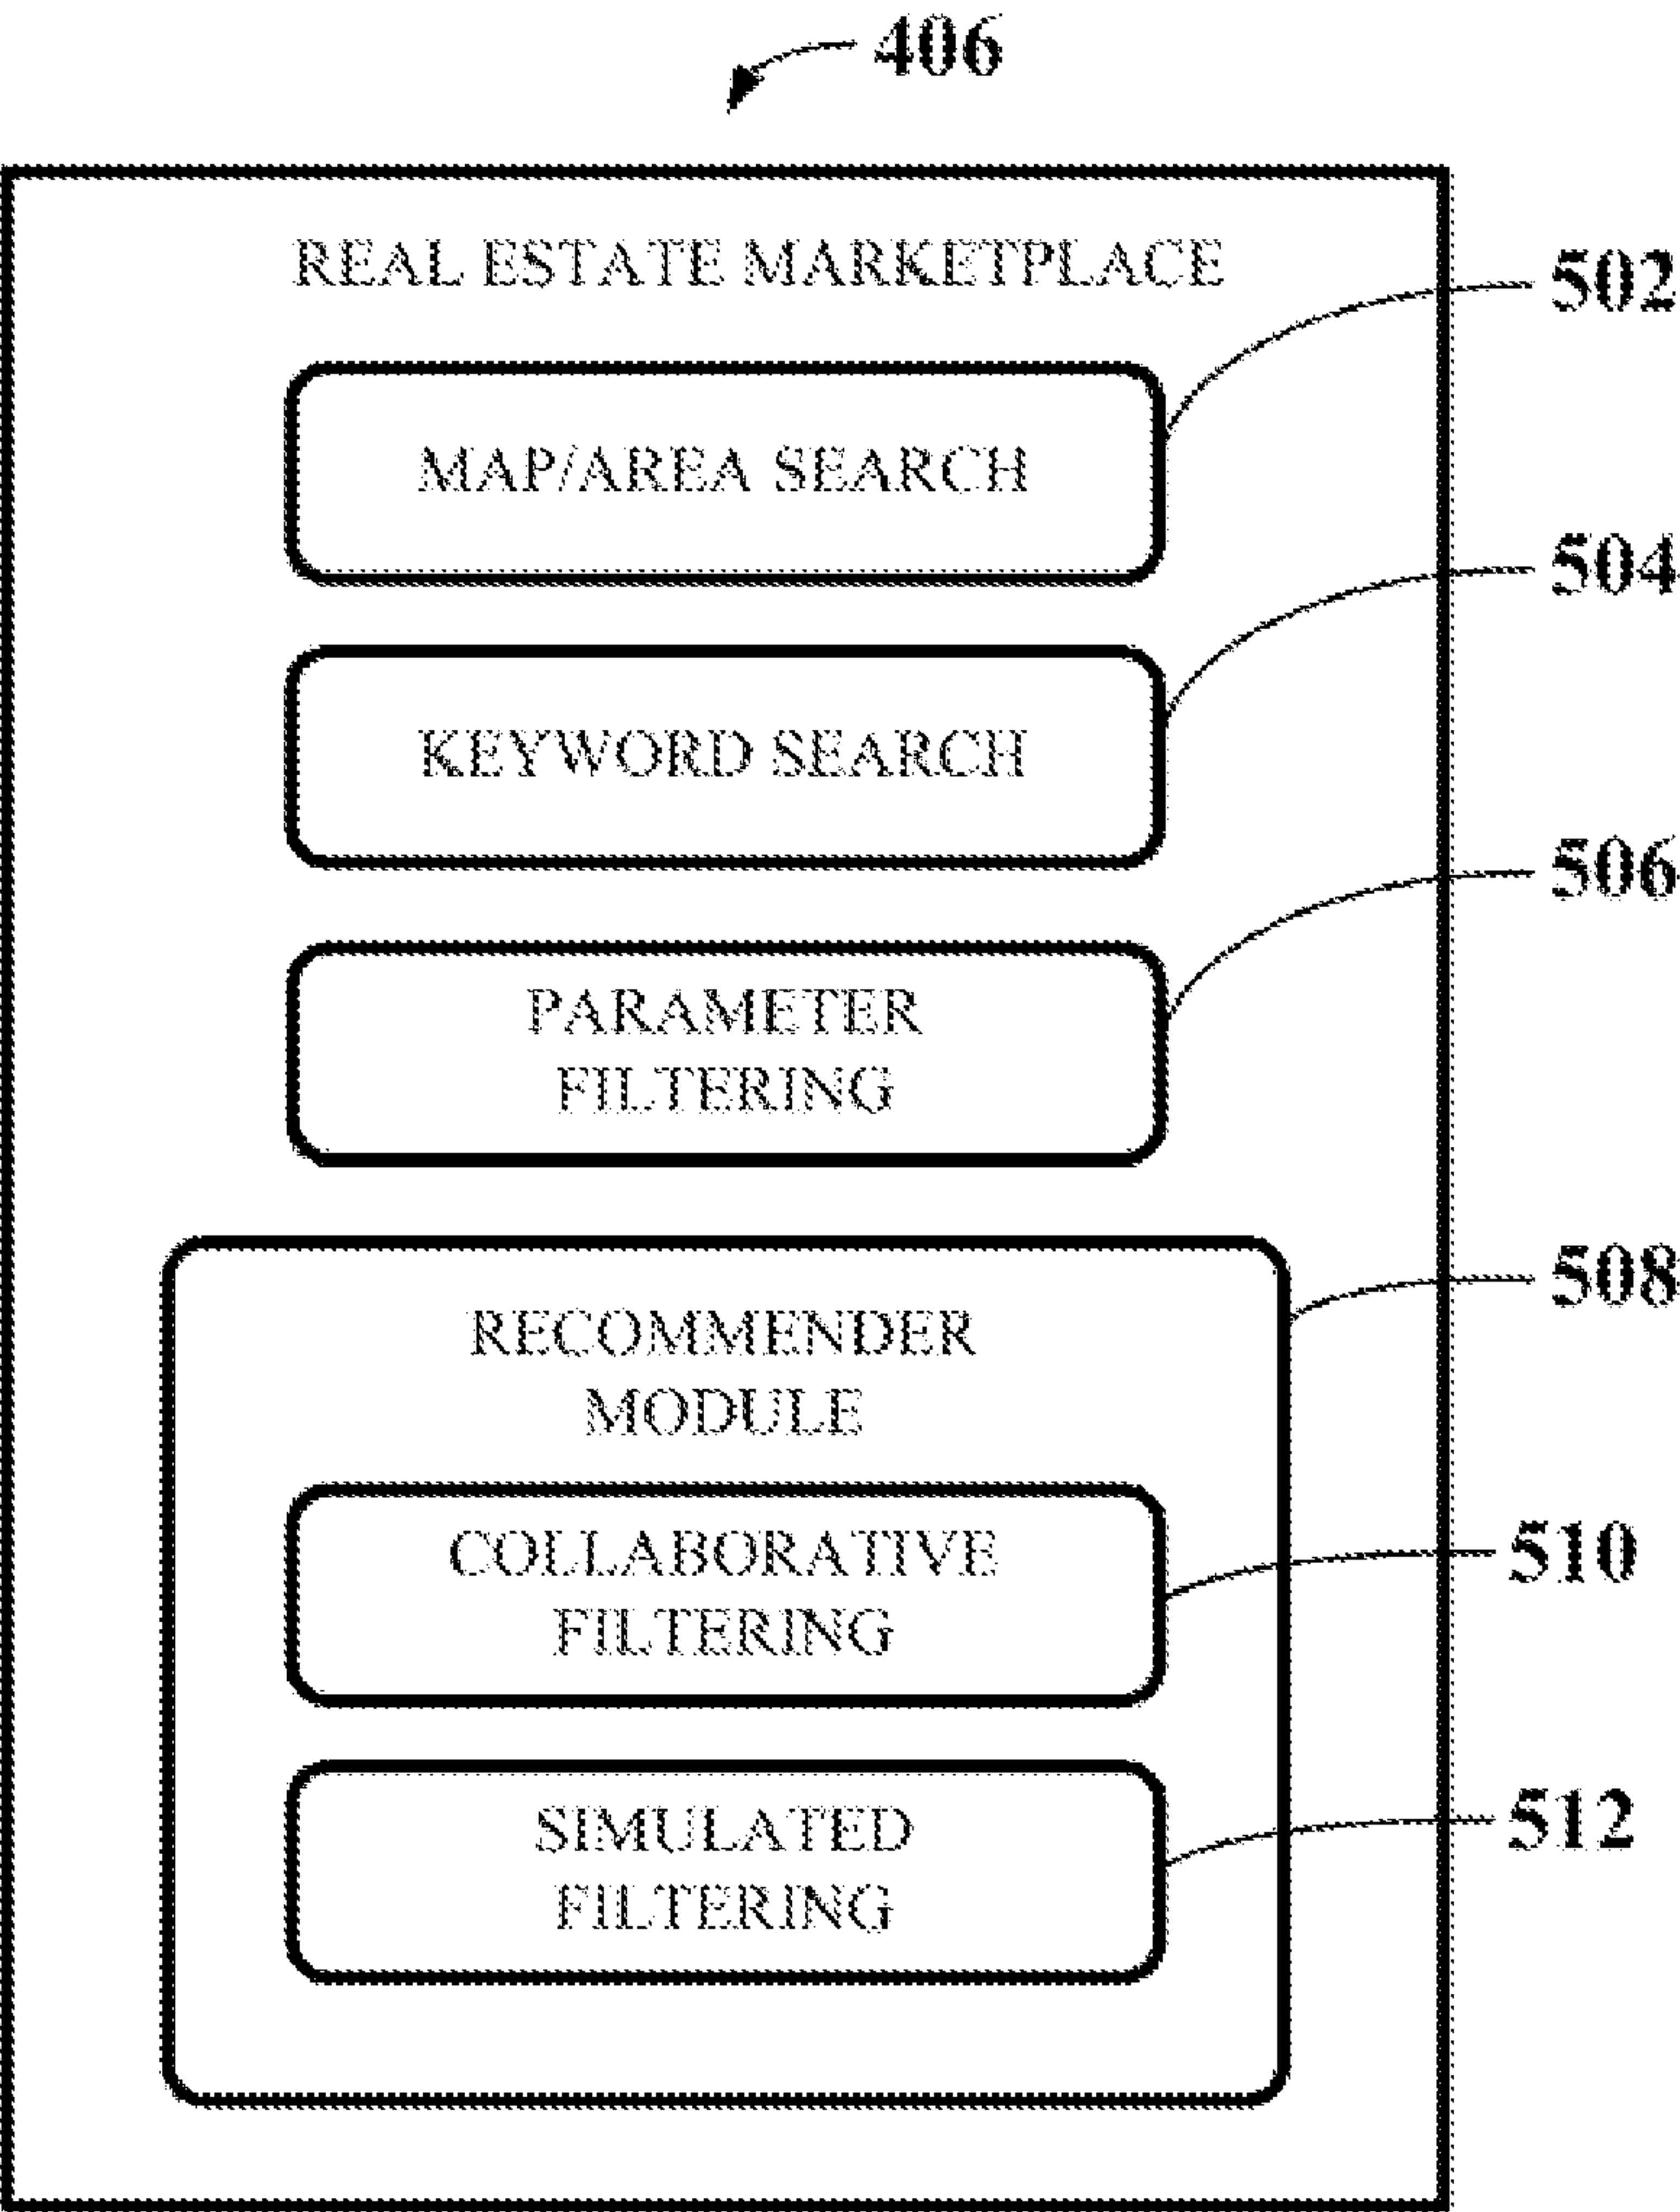 406
REAL ESTATE MARKETPLACE
502
MAP/AREA SEARCH
504
KEYWORD SEARCH
506
PARAMETER
FILTERING
508
RECOMMENDER
MODULE
510
COLLABORATIVE
FILTERING
512
SIMULATED
FILTERING